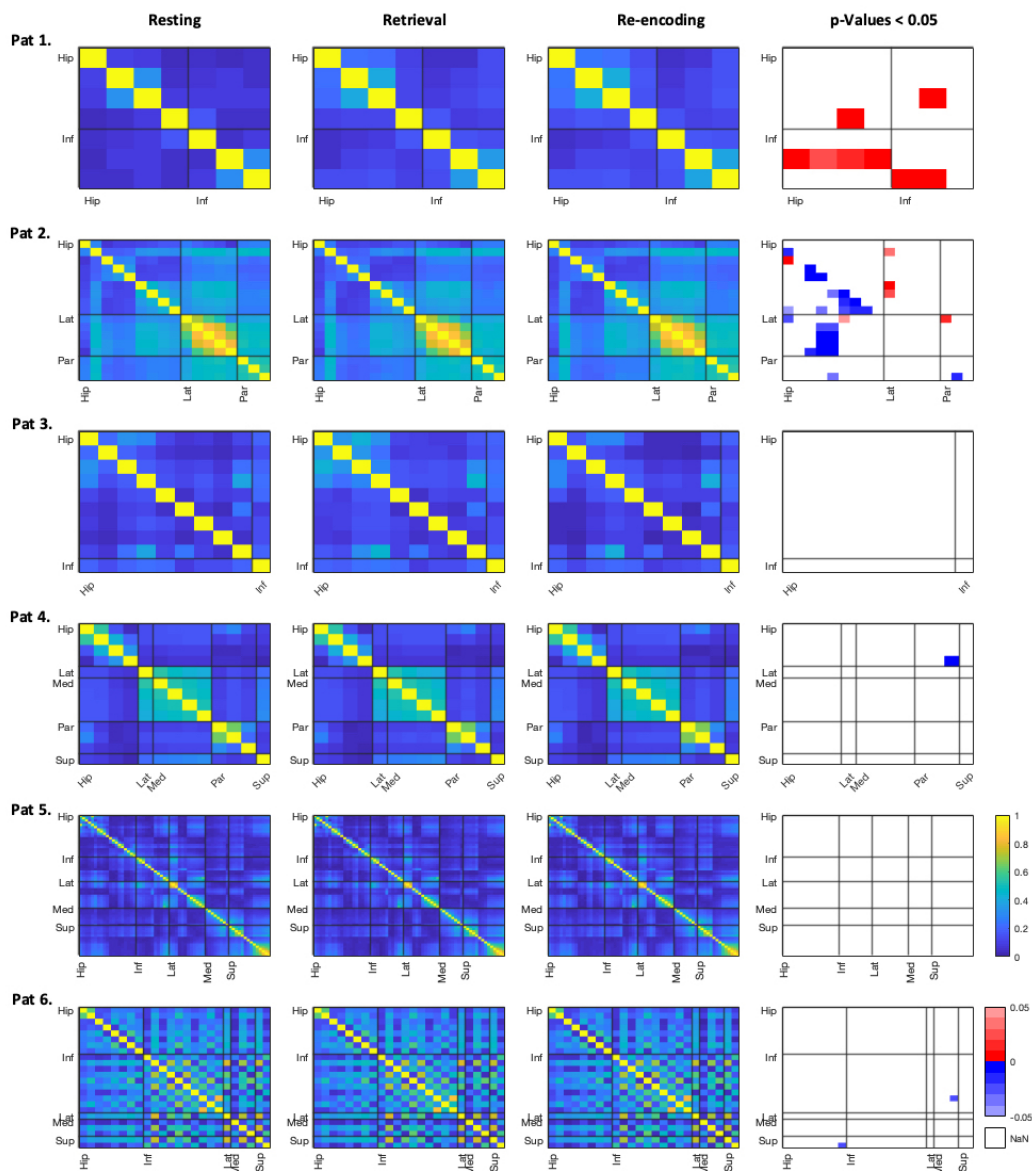 Resting Retrieval Re-encoding p-Values < 0.05
Pat 1.
Hip Hip Hip Hip
Inf Inf Inf Inf
Hip Inf Hip Inf Hip Inf Hip Inf
Pat 2.
Hip Hip Hip Hip
Lat Lat Lat Lat
Par Par Par Par
Hip Lat Par Hip Lat Par Hip Lat Par Hip Lat Par
Pat 3.
Hip Hip Hip Hip
Inf Inf Inf Inf
Hip Inf Hip Inf Hip Inf Hip Inf
Pat 4.
Hip Hip Hip Hip
Lat Lat Lat Lat
Med Med Med Med
Par Par Par Par
Sup Sup Sup Sup
Hip Lat Med Par Sup Hip Lat Med Par Sup Hip Lat Med Par Sup Hip Lat Med Par Sup
Pat 5.
Hip Hip Hip Hip 1
0.8
Inf Inf Inf Inf 0.6
Lat Lat Lat Lat
0.4
Med Med Med Med
0.2
Sup Sup Sup Sup
0
Hip Inf Lat Med Sup Hip Inf Lat Med Sup Hip Inf Lat Med Sup Hip Inf Lat Med Sup
Pat 6.
Hip Hip Hip Hip 0.05
Inf Inf Inf Inf
0
Lat Lat Lat Lat -0.05
Med Med Med Med
Sup Sup Sup Sup NaN
Hip Inf Lat Med Sup Hip Inf Lat Med Sup Hip Inf Lat Med Sup Hip Inf Lat Med Sup